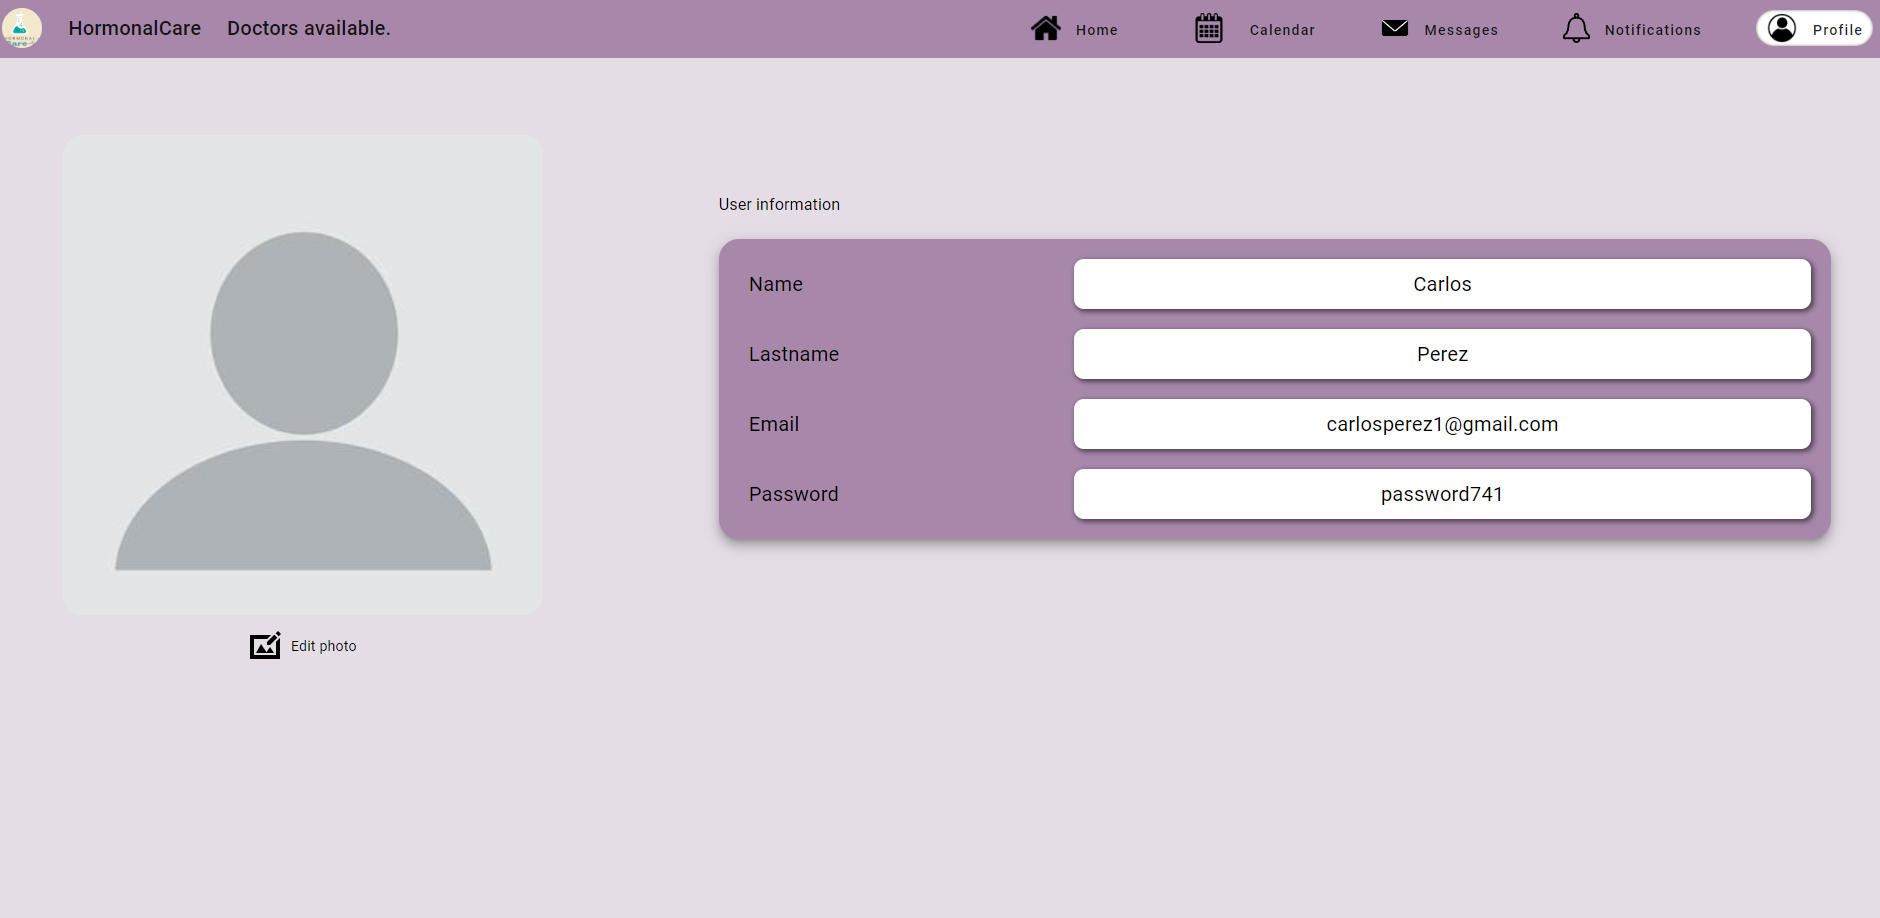 HormonalCare Doctors available. Home Calendar Messages Notifications Profile
User information
Name Carlos
Lastname Perez
Email carlosperez1@gmail.com
Password password741
Edit photo